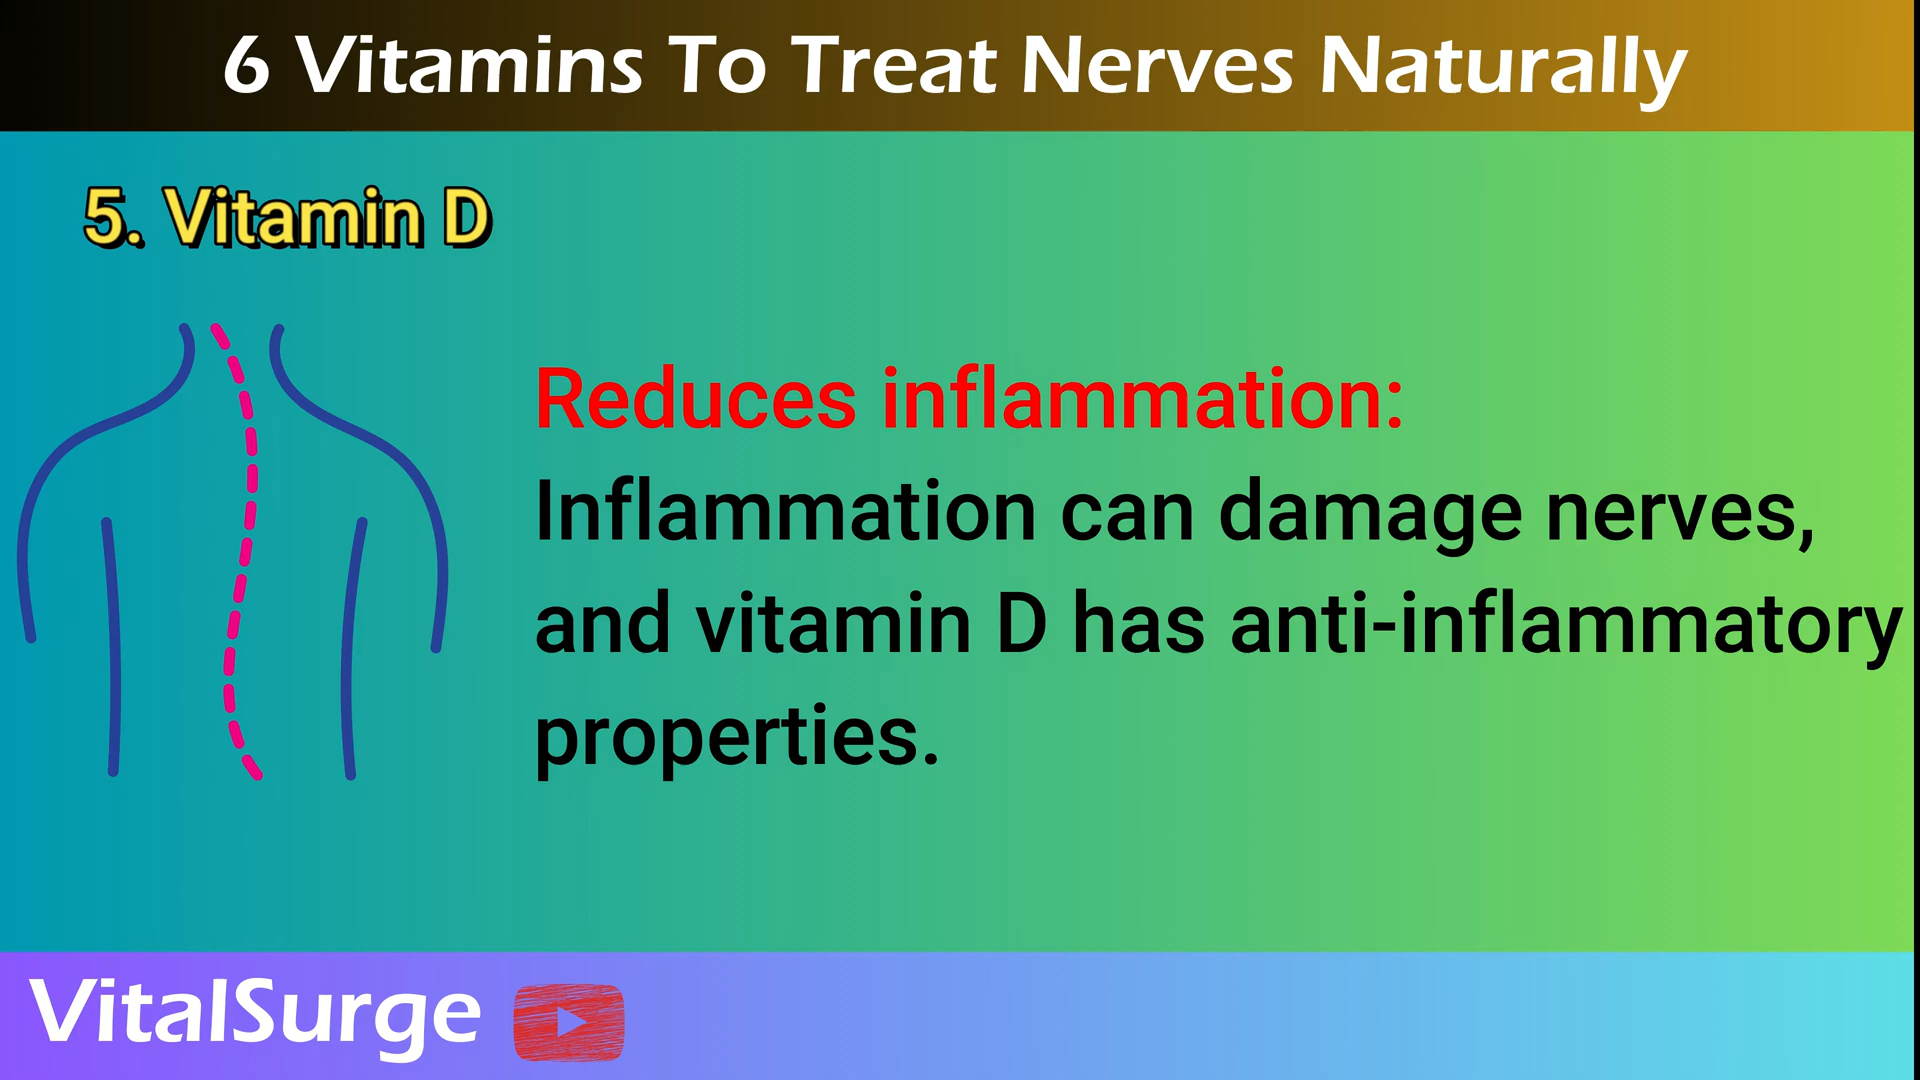 6 Vitamins To Treat Nerves Naturally
5. Vitamin D
Reduces inflammation:
Inflammation can damage nerves,
and vitamin D has anti-inflammatory
properties.
VitalSurge